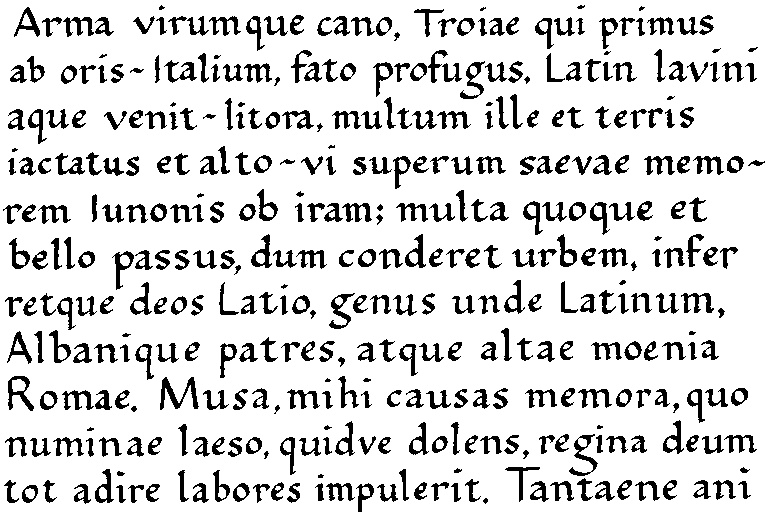 Arma virumque cano, Troiae qui primus
ab oris~Italium, fato profugus. Latin lavini
aque venit~litora, multum ille et terris
iactatus et alto~vi superum saevae memo~
rem Iunonis ob iram; multa quoque et
bello passus, dum conderet urbem, infer
retque deos Latio, genus unde Latinum,
Albanique patres, atque altae moenia
Romae. Musa, mihi causas memora, quo
numinae laeso, quidve dolens, regina deum
tot adire labores impulerit. Tantaene ani